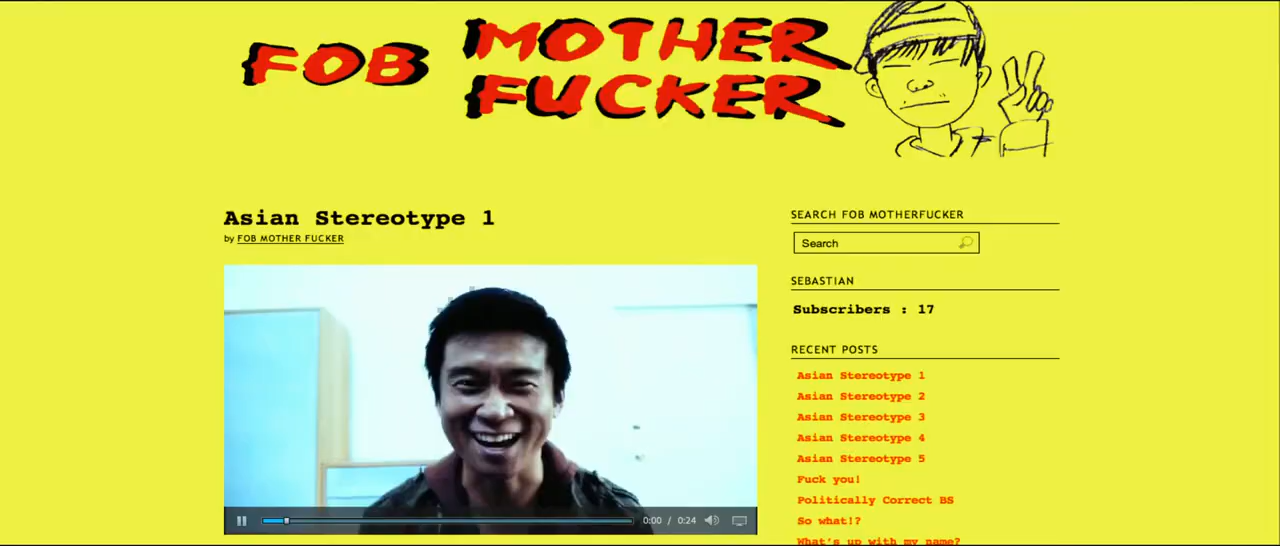 FOB MOTHER
FUCKER
Asian Stereotype 1
by FOB MOTHER FUCKER
0:00 / 0:24
SEARCH FOB MOTHERFUCKER
Search
SEBASTIAN
Subscribers : 17
RECENT POSTS
Asian Stereotype 1
Asian Stereotype 2
Asian Stereotype 3
Asian Stereotype 4
Asian Stereotype 5
Fuck you!
Politically Correct BS
So what!?
What's up with my name?